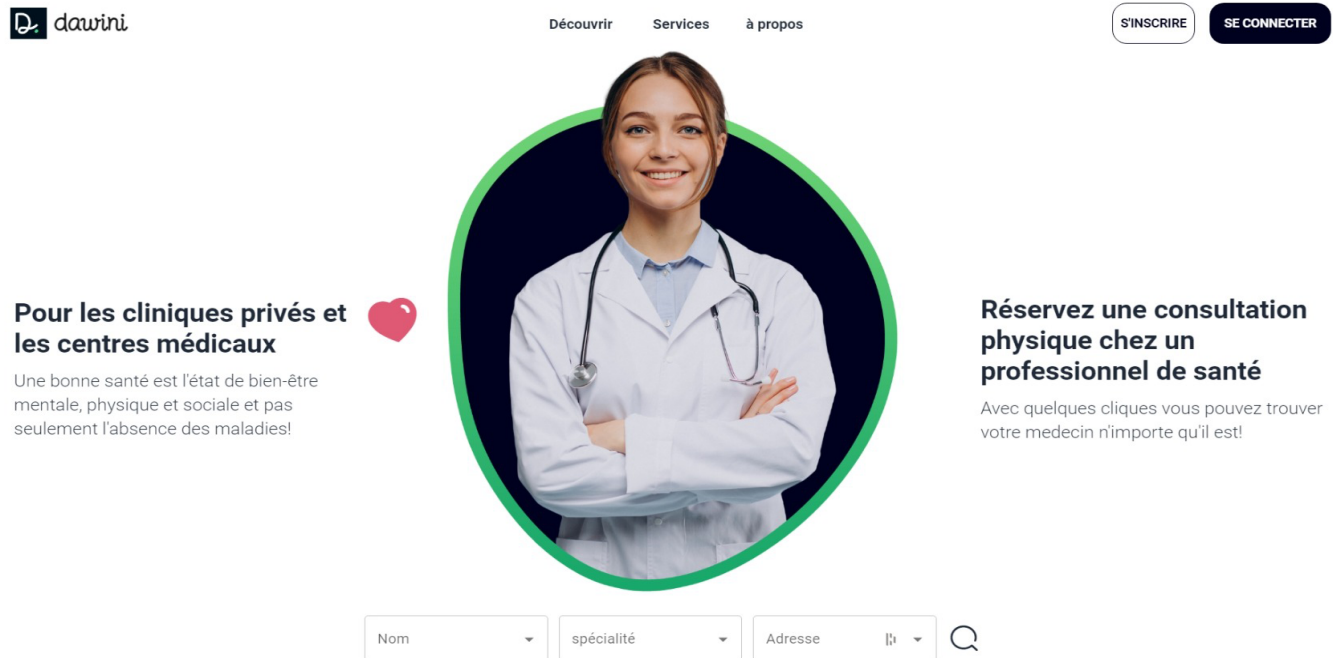 D. dawini
Découvrir Services à propos
S'INSCRIRE SE CONNECTER
Pour les cliniques privés et
les centres médicaux
Une bonne santé est l'état de bien-être
mentale, physique et sociale et pas
seulement l'absence des maladies!
Réservez une consultation
physique chez un
professionnel de santé
Avec quelques cliques vous pouvez trouver
votre medecin n'importe qu'il est!
Nom spécialité Adresse